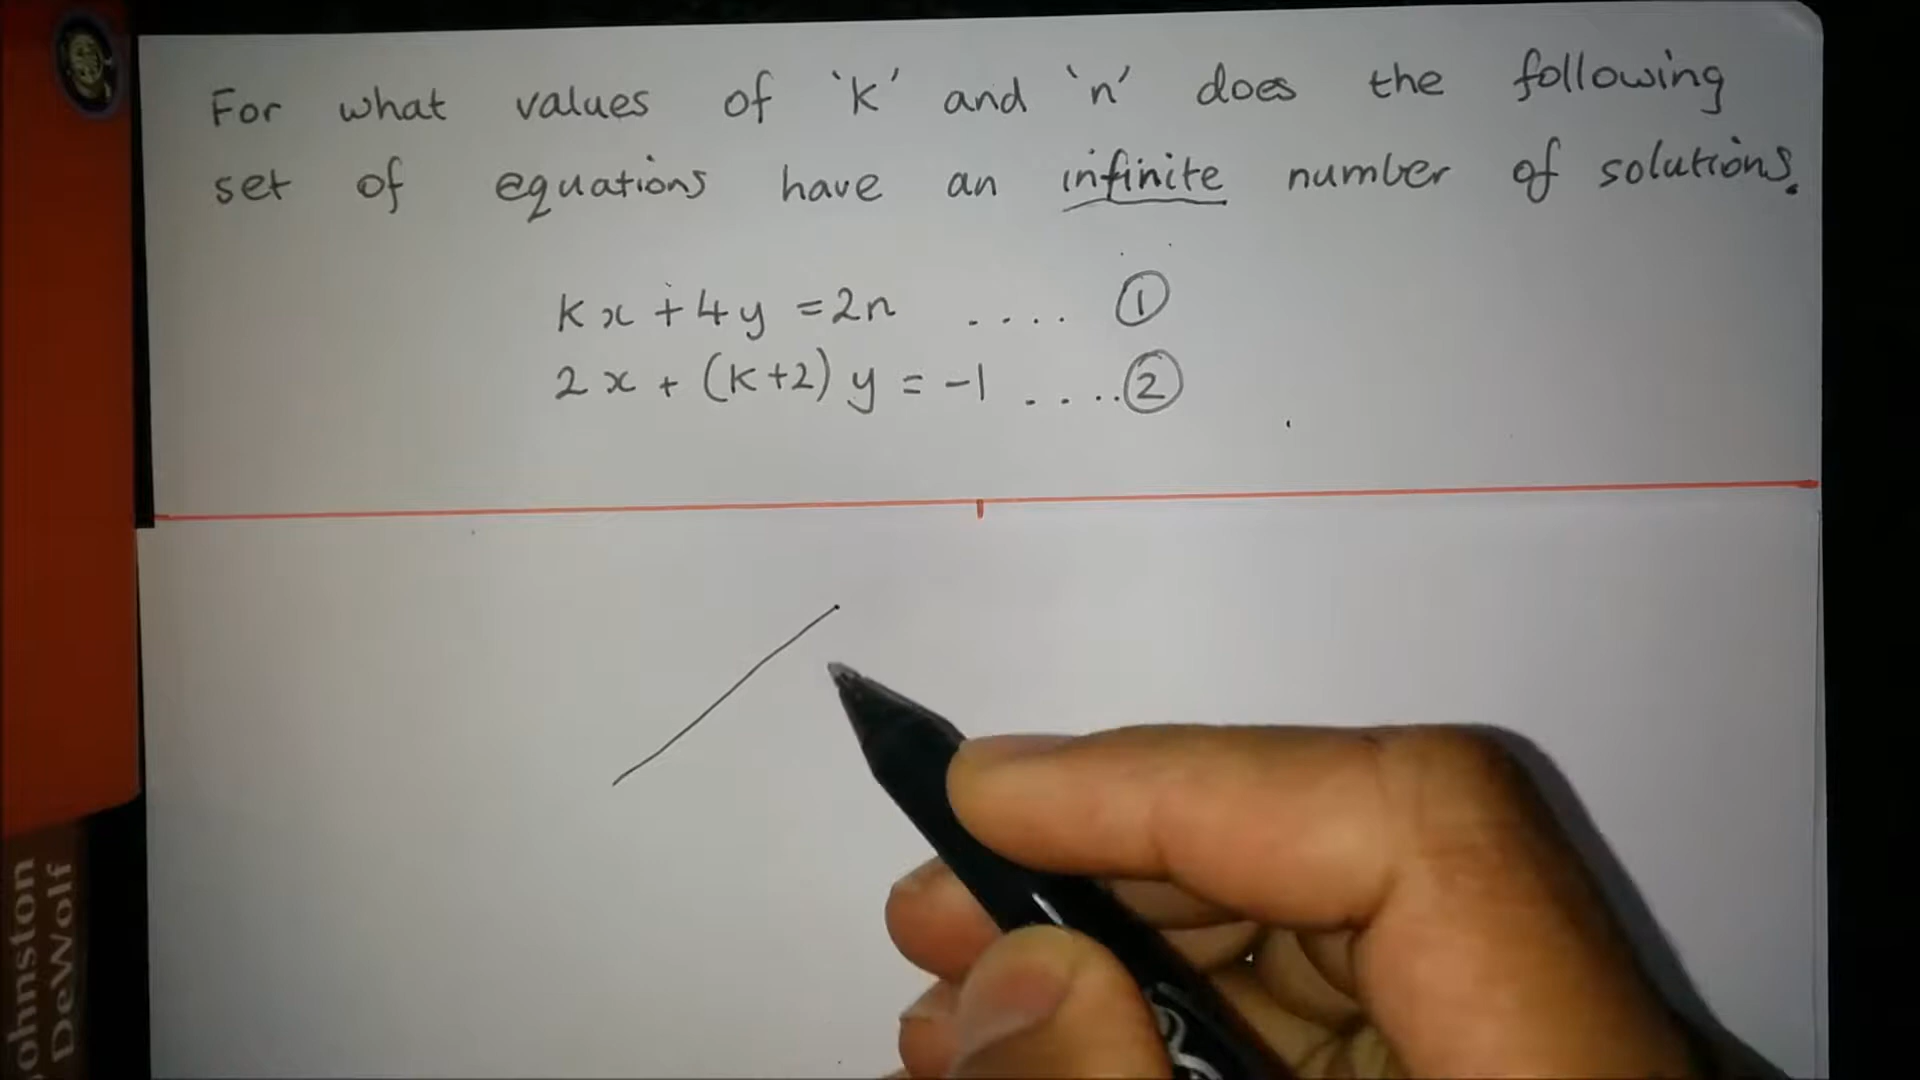 For what values of 'k' and 'n' does the following
set of equations have an infinite number of solutions.
kx + 4y = 2n .... ①
2x + (k+2) y = -1 .... ②
ohnston
DeWolf